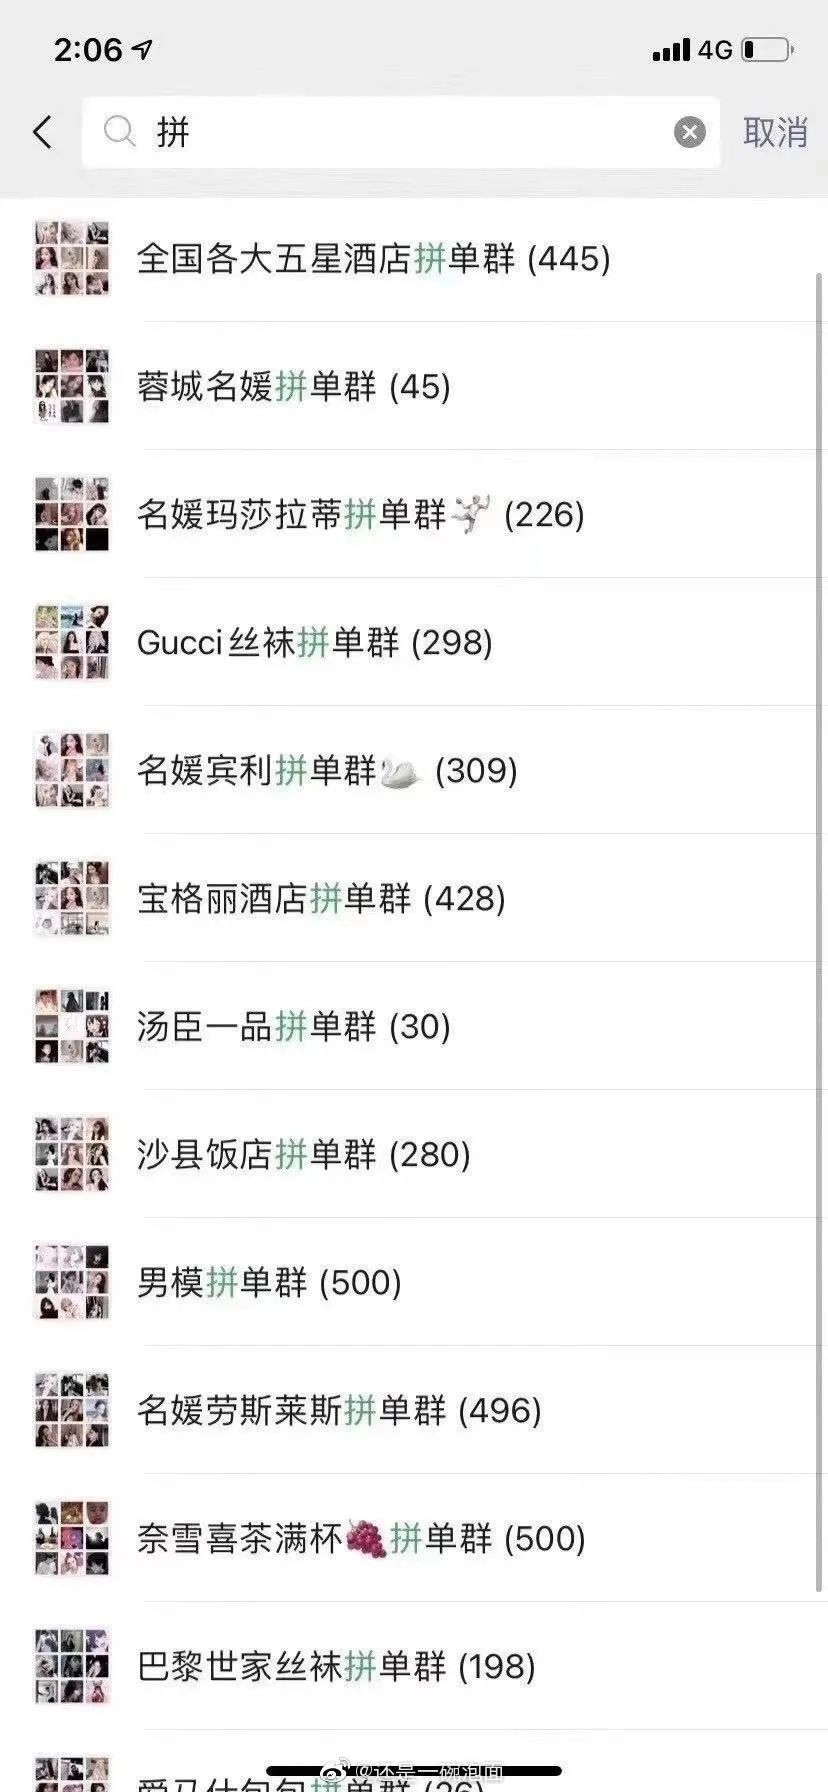 2:06
4G
拼
取消
全国各大五星酒店拼单群 (445)
蓉城名媛拼单群 (45)
名媛玛莎拉蒂拼单群 (226)
Gucci丝袜拼单群 (298)
名媛宾利拼单群🦢 (309)
宝格丽酒店拼单群 (428)
汤臣一品拼单群 (30)
沙县饭店拼单群 (280)
男模拼单群 (500)
名媛劳斯莱斯拼单群 (496)
奈雪喜茶满杯🍇拼单群 (500)
巴黎世家丝袜拼单群 (198)
爱马仕包包拼单群 (26)
@还是一碗泡面